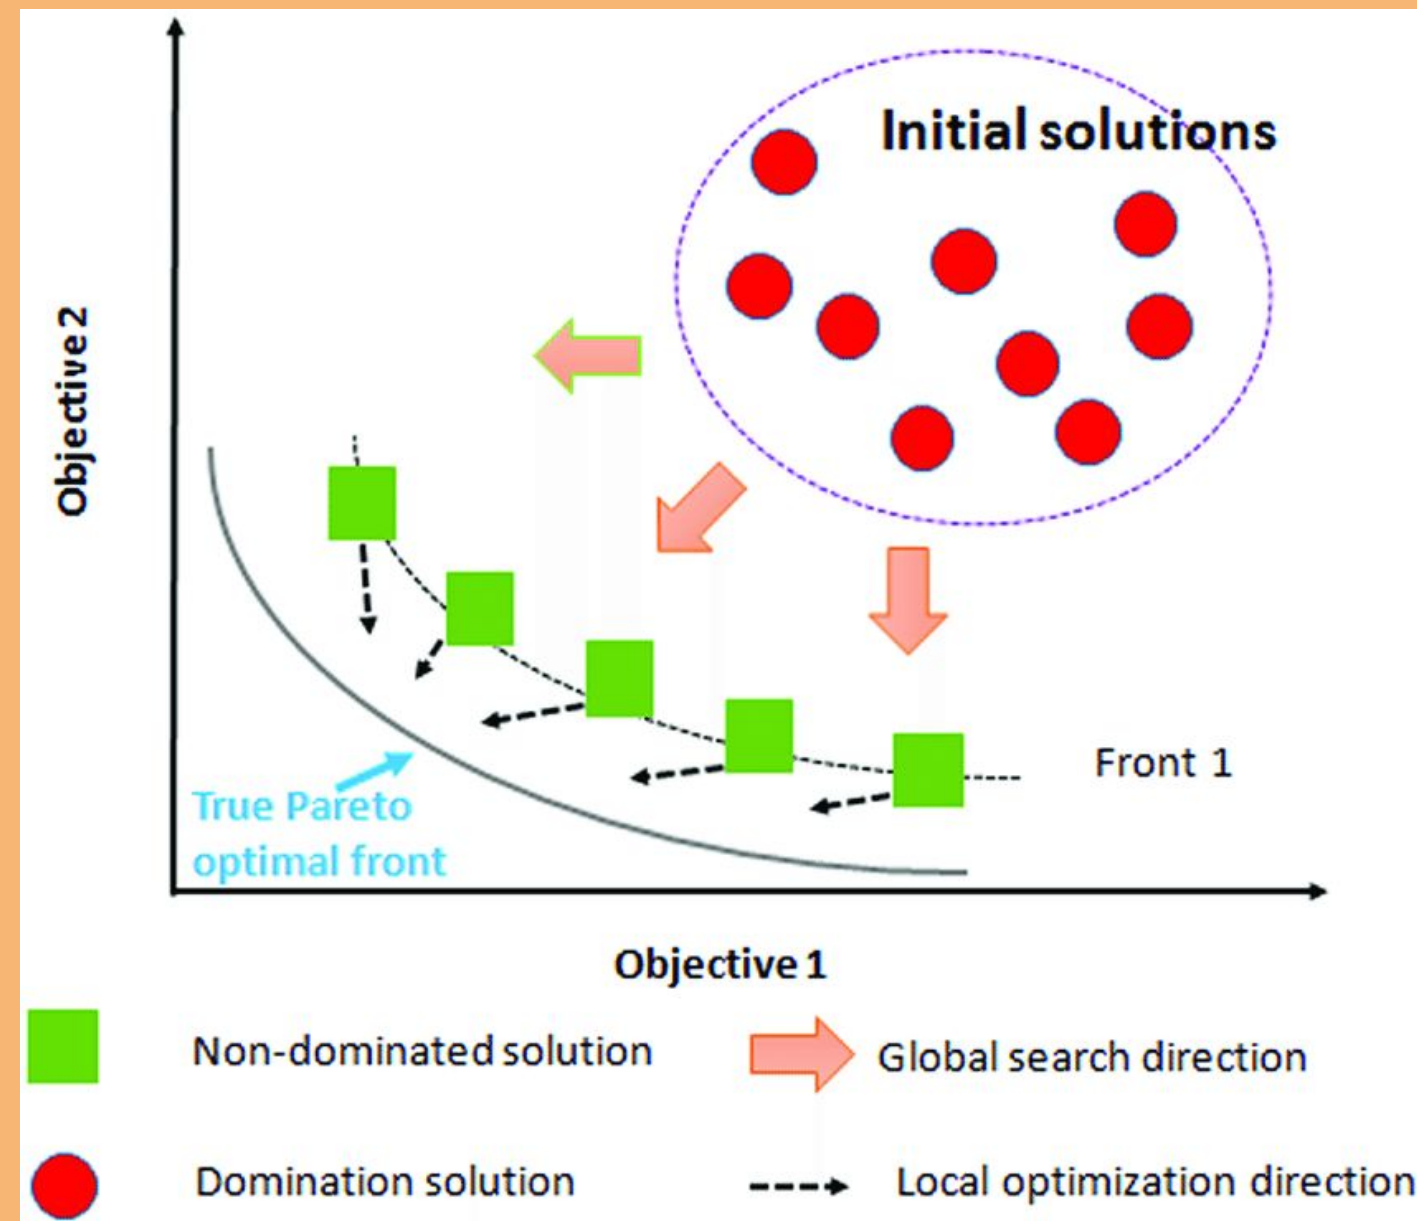 Initial solutions
Objective 2
Front 1
True Pareto
optimal front
Objective 1
Non-dominated solution
Global search direction
Domination solution
Local optimization direction